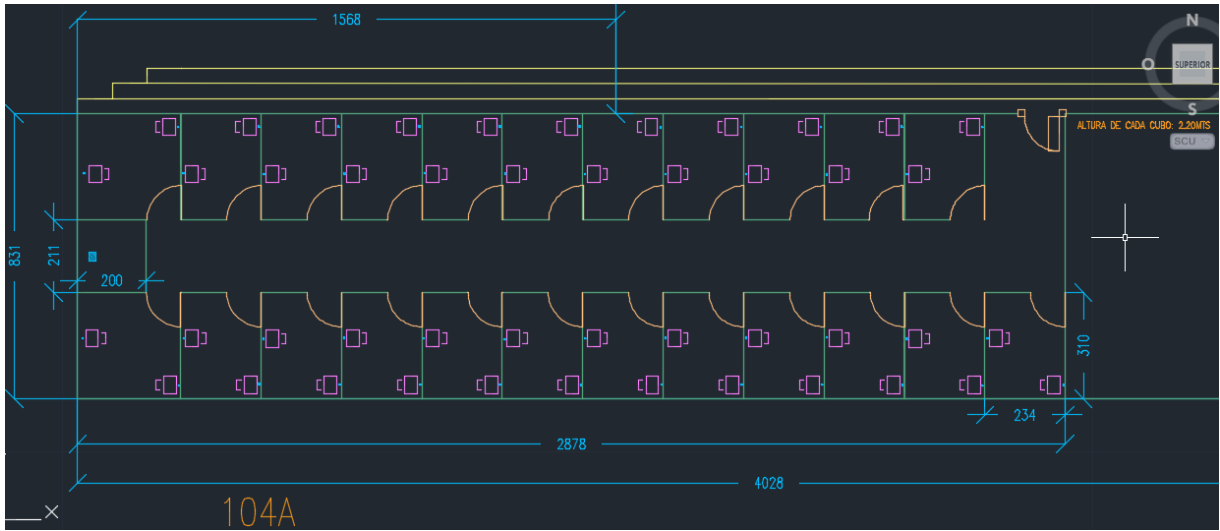 1568
N
O
SUPERIOR
S
ALTURA DE CADA CUBO: 2.20MTS
SCU
831
211
200
310
234
2878
4028
104A